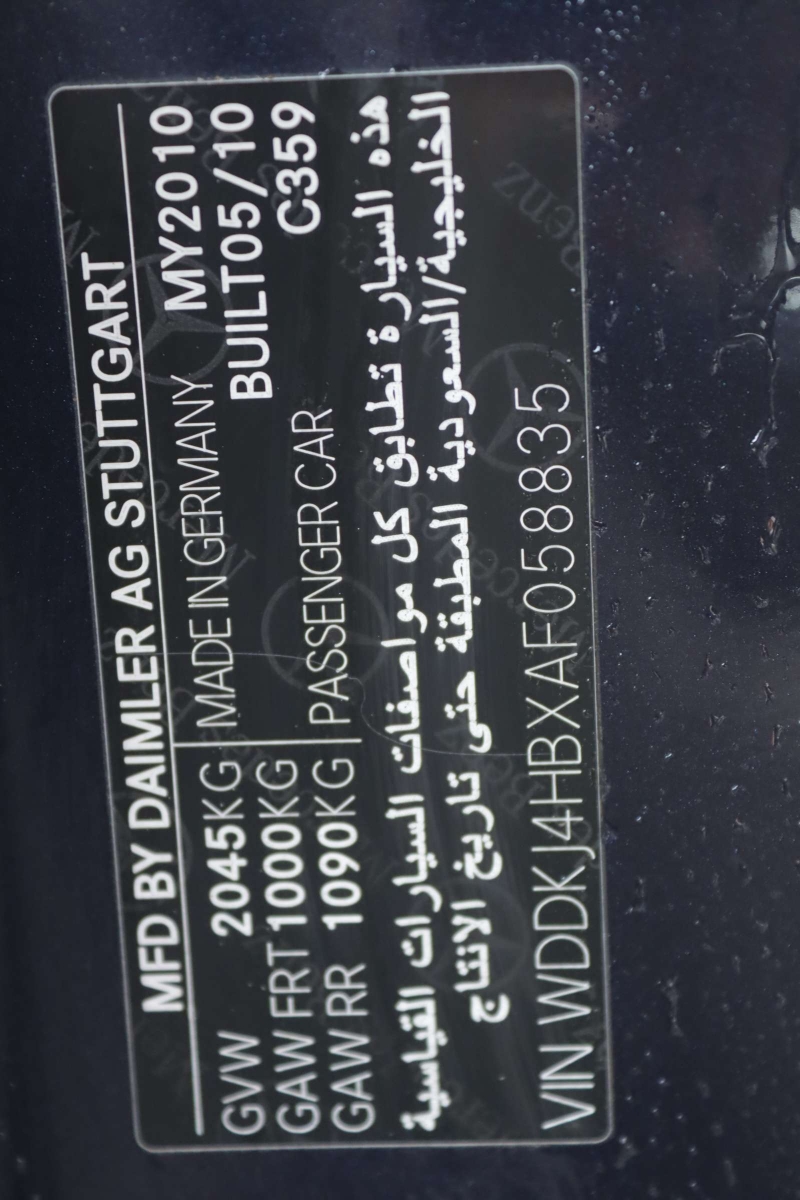 MFD BY DAIMLER AG STUTTGART
GVW 2045KG MADE IN GERMANY MY2010
GAW FRT 1000KG BUILT05/10
GAW RR 1090KG PASSENGER CAR C359
هذه السيارة تطابق كل مواصفات السيارات القياسية
الخليجية/السعودية المطبقة حتى تاريخ الانتاج
VIN WDDKJ4HBXAF058835